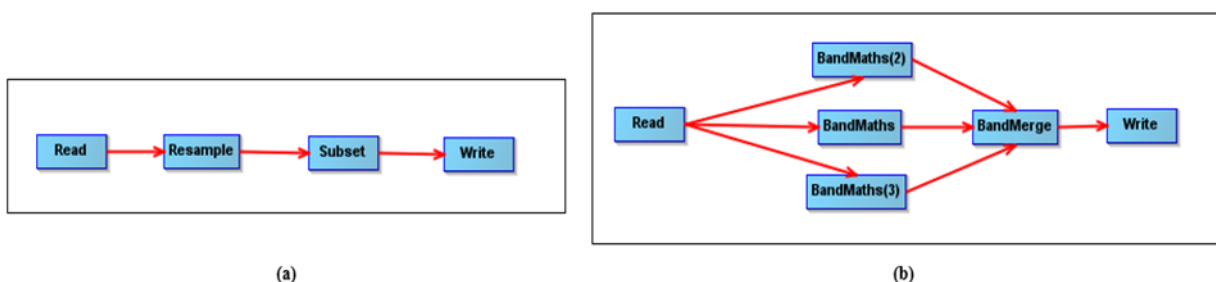 Read
Resample
Subset
Write
(a)
BandMaths(2)
Read
BandMaths
BandMerge
Write
BandMaths(3)
(b)